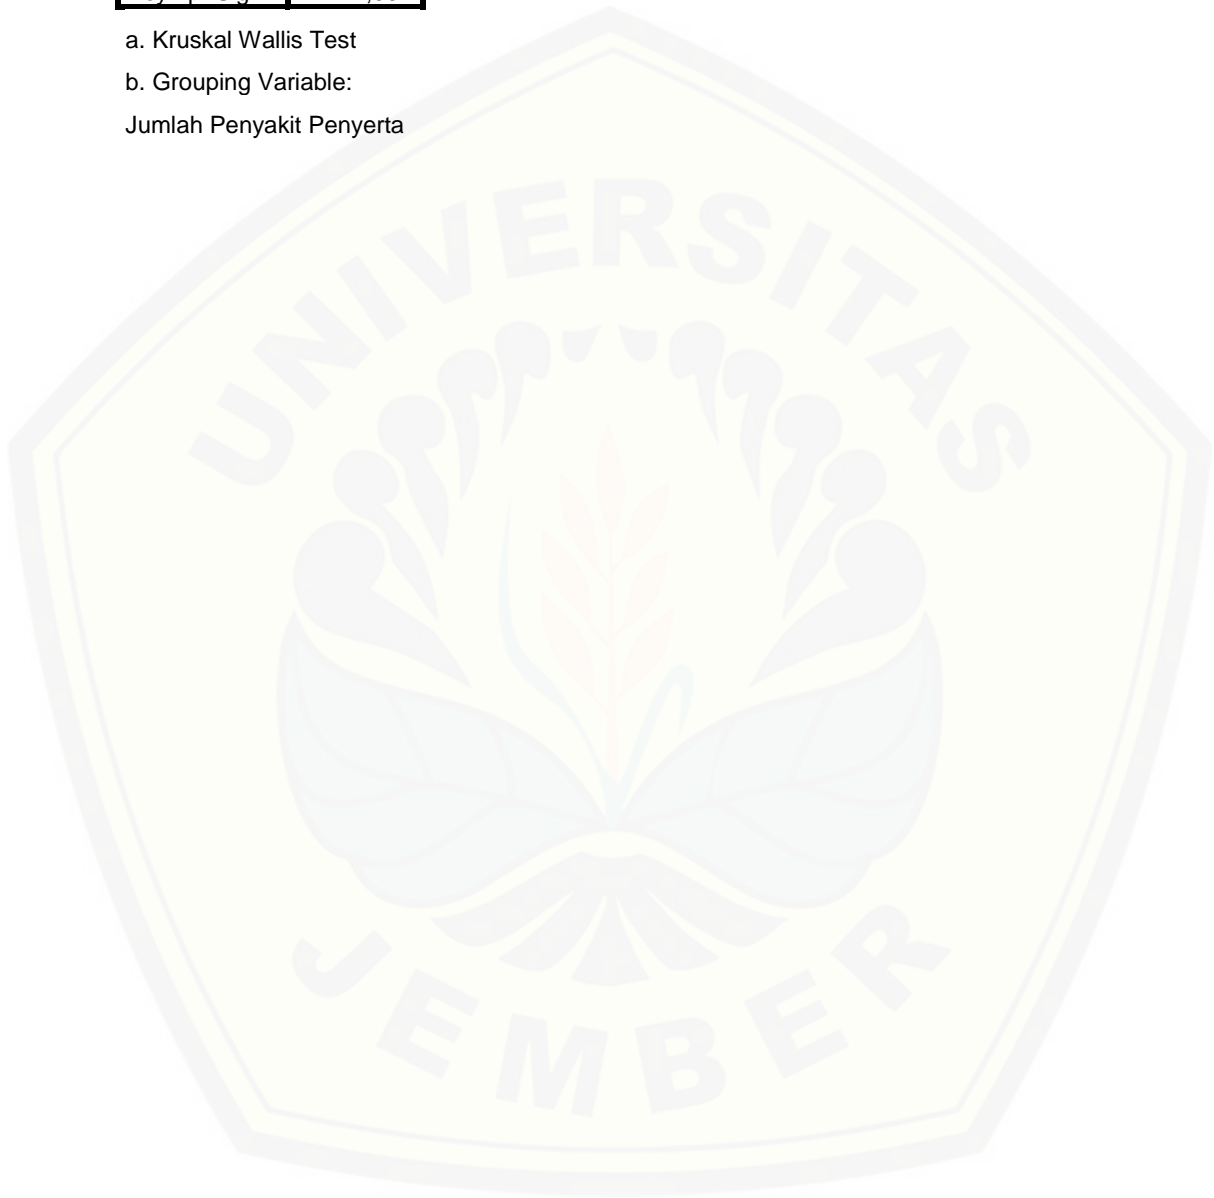 a. Kruskal Wallis Test
b. Grouping Variable:
Jumlah Penyakit Penyerta
UNIVERSITAS
JEMBER